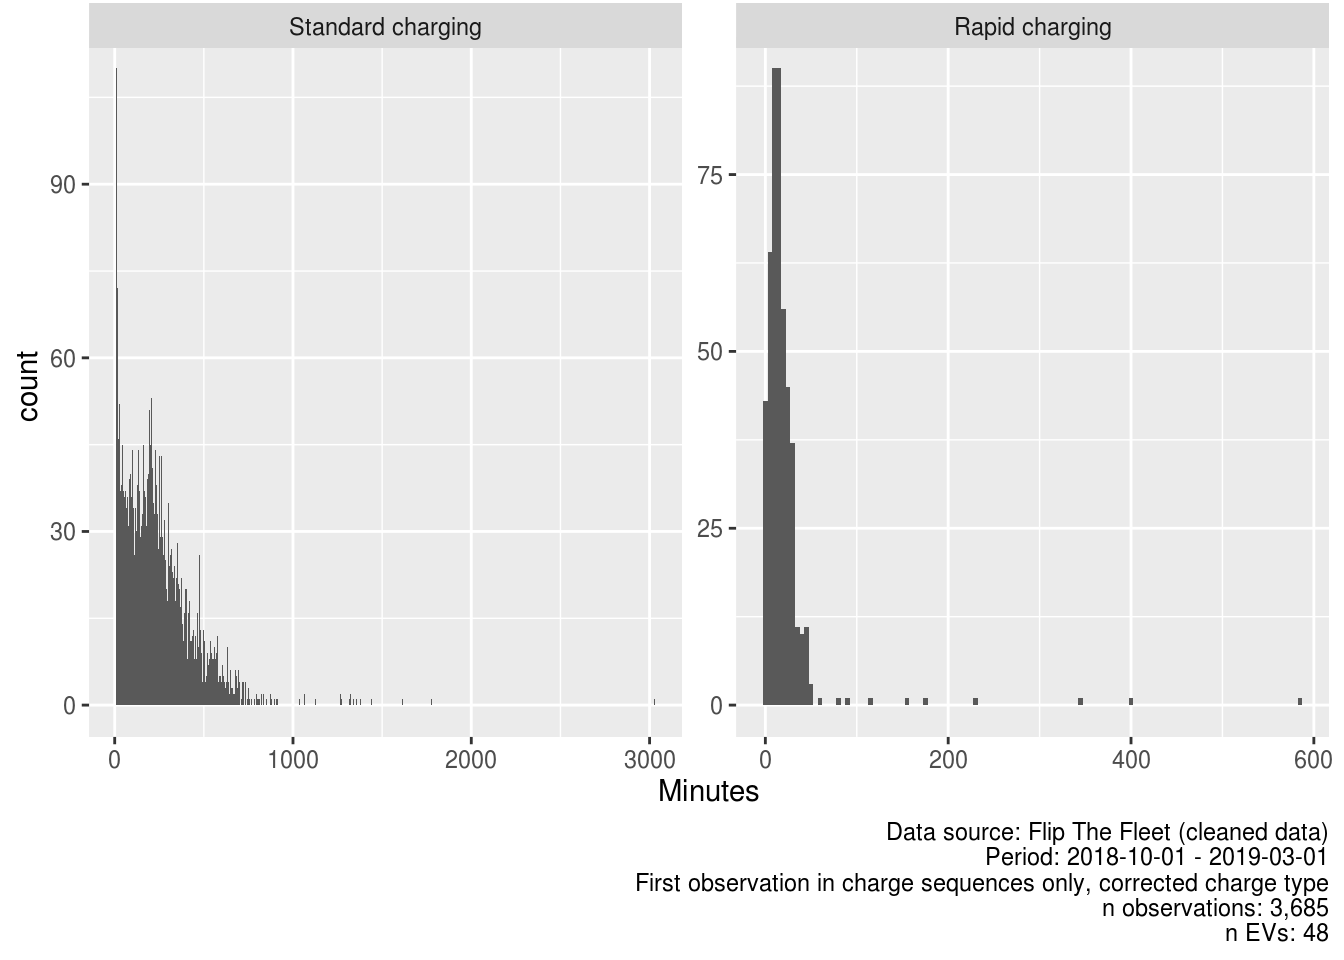 Standard charging
Rapid charging
count
90
60
30
0
75
50
25
0
0 1000 2000 3000
0 200 400 600
Minutes
Data source: Flip The Fleet (cleaned data)
Period: 2018-10-01 - 2019-03-01
First observation in charge sequences only, corrected charge type
n observations: 3,685
n EVs: 48